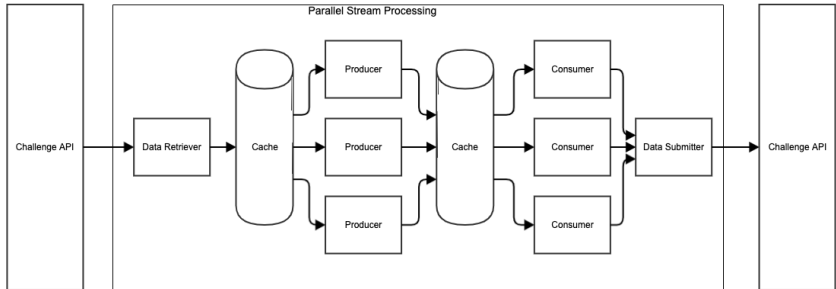 Parallel Stream Processing
Producer
Consumer
Challenge API
Data Retriever
Cache
Producer
Cache
Consumer
Data Submitter
Challenge API
Producer
Consumer